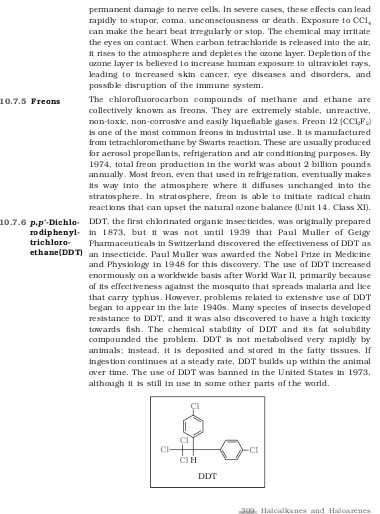 permanent damage to nerve cells. In severe cases, these effects can lead
rapidly to stupor, coma, unconsciousness or death. Exposure to CCl₄
can make the heart beat irregularly or stop. The chemical may irritate
the eyes on contact. When carbon tetrachloride is released into the air,
it rises to the atmosphere and depletes the ozone layer. Depletion of the
ozone layer is believed to increase human exposure to ultraviolet rays,
leading to increased skin cancer, eye diseases and disorders, and
possible disruption of the immune system.
10.7.5 Freons
The chlorofluorocarbon compounds of methane and ethane are
collectively known as freons. They are extremely stable, unreactive,
non-toxic, non-corrosive and easily liquefiable gases. Freon 12 (CCl₂F₂)
is one of the most common freons in industrial use. It is manufactured
from tetrachloromethane by Swarts reaction. These are usually produced
for aerosol propellants, refrigeration and air conditioning purposes. By
1974, total freon production in the world was about 2 billion pounds
annually. Most freon, even that used in refrigeration, eventually makes
its way into the atmosphere where it diffuses unchanged into the
stratosphere. In stratosphere, freon is able to initiate radical chain
reactions that can upset the natural ozone balance (Unit 14, Class XI).
10.7.6 p,p'-Dichlo-
rodiphenyl-
trichloro-
ethane(DDT)
DDT, the first chlorinated organic insecticides, was originally prepared
in 1873, but it was not until 1939 that Paul Muller of Geigy
Pharmaceuticals in Switzerland discovered the effectiveness of DDT as
an insecticide. Paul Muller was awarded the Nobel Prize in Medicine
and Physiology in 1948 for this discovery. The use of DDT increased
enormously on a worldwide basis after World War II, primarily because
of its effectiveness against the mosquito that spreads malaria and lice
that carry typhus. However, problems related to extensive use of DDT
began to appear in the late 1940s. Many species of insects developed
resistance to DDT, and it was also discovered to have a high toxicity
towards fish. The chemical stability of DDT and its fat solubility
compounded the problem. DDT is not metabolised very rapidly by
animals; instead, it is deposited and stored in the fatty tissues. If
ingestion continues at a steady rate, DDT builds up within the animal
over time. The use of DDT was banned in the United States in 1973,
although it is still in use in some other parts of the world.
Cl
Cl
Cl
Cl
Cl H
DDT
309 Haloalkanes and Haloarenes